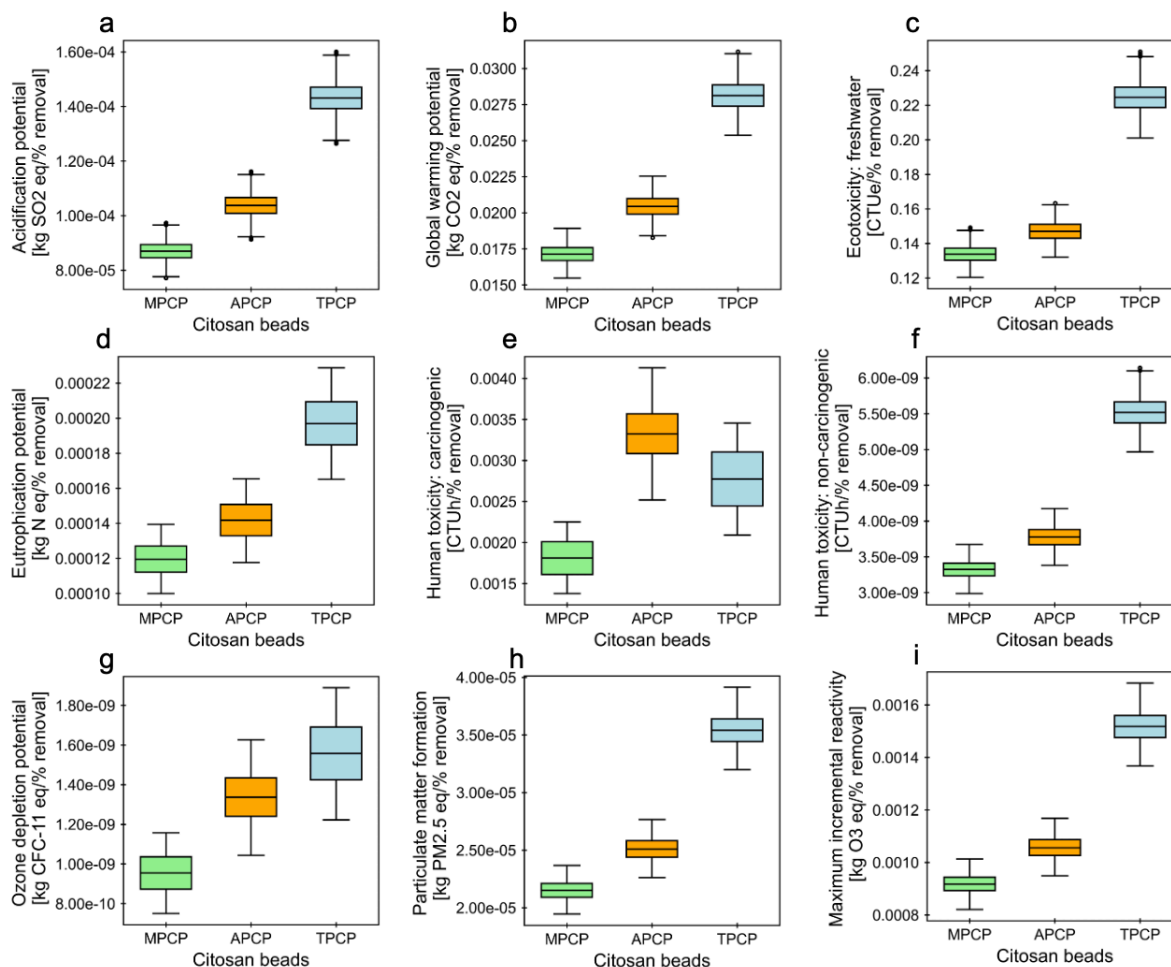 a
Acidification potential
[kg SO2 eq/% removal]
1.60e-04
1.40e-04
1.20e-04
1.00e-04
8.00e-05
MPCP APCP TPCP
Citosan beads
b
Global warming potential
[kg CO2 eq/% removal]
0.0300
0.0275
0.0250
0.0225
0.0200
0.0175
0.0150
MPCP APCP TPCP
Citosan beads
c
Ecotoxicity: freshwater
[CTUe/% removal]
0.24
0.22
0.20
0.18
0.16
0.14
0.12
MPCP APCP TPCP
Citosan beads
d
Eutrophication potential
[kg N eq/% removal]
0.00022
0.00020
0.00018
0.00016
0.00014
0.00012
0.00010
MPCP APCP TPCP
Citosan beads
e
Human toxicity: carcinogenic
[CTUh/% removal]
0.0040
0.0035
0.0030
0.0025
0.0020
0.0015
MPCP APCP TPCP
Citosan beads
f
Human toxicity: non-carcinogenic
[CTUh/% removal]
6.00e-09
5.50e-09
5.00e-09
4.50e-09
4.00e-09
3.50e-09
3.00e-09
MPCP APCP TPCP
Citosan beads
g
Ozone depletion potential
[kg CFC-11 eq/% removal]
1.80e-09
1.60e-09
1.40e-09
1.20e-09
1.00e-09
8.00e-10
MPCP APCP TPCP
Citosan beads
h
Particulate matter formation
[kg PM2.5 eq/% removal]
4.00e-05
3.50e-05
3.00e-05
2.50e-05
2.00e-05
MPCP APCP TPCP
Citosan beads
i
Maximum incremental reactivity
[kg O3 eq/% removal]
0.0016
0.0014
0.0012
0.0010
0.0008
MPCP APCP TPCP
Citosan beads